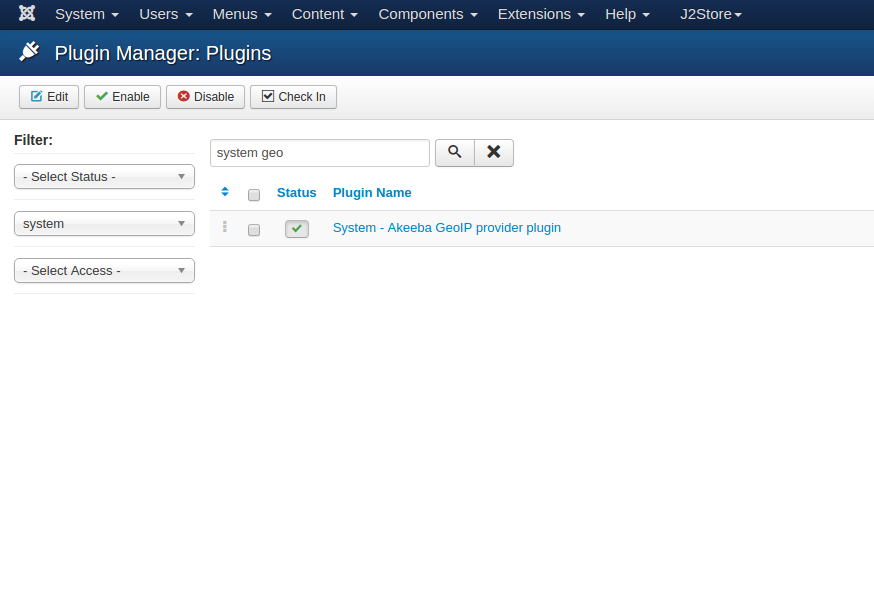 System Users Menus Content Components Extensions Help J2Store
Plugin Manager: Plugins
Edit Enable Disable Check In
Filter:
- Select Status -
system
- Select Access -
system geo
Status Plugin Name
System - Akeeba GeoIP provider plugin